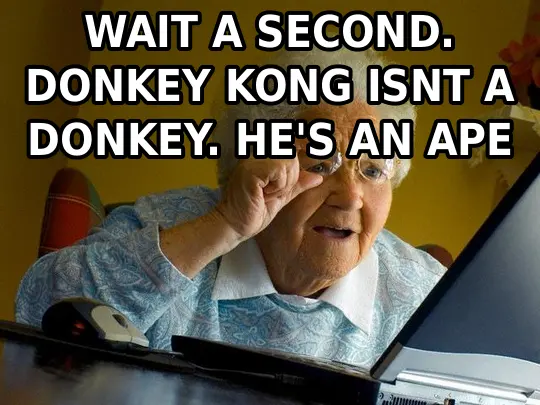 WAIT A SECOND.
DONKEY KONG ISNT A
DONKEY. HE'S AN APE